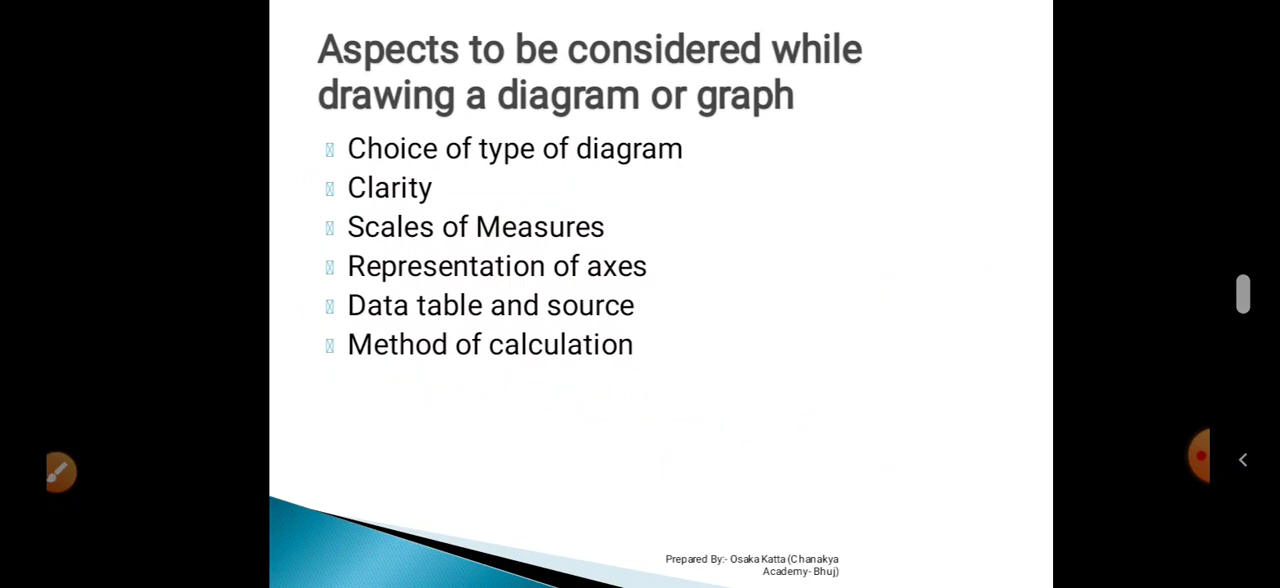 Aspects to be considered while
drawing a diagram or graph
Choice of type of diagram
Clarity
Scales of Measures
Representation of axes
Data table and source
Method of calculation
Prepared By:- Osaka Katta (Chanakya
Academy- Bhuj)